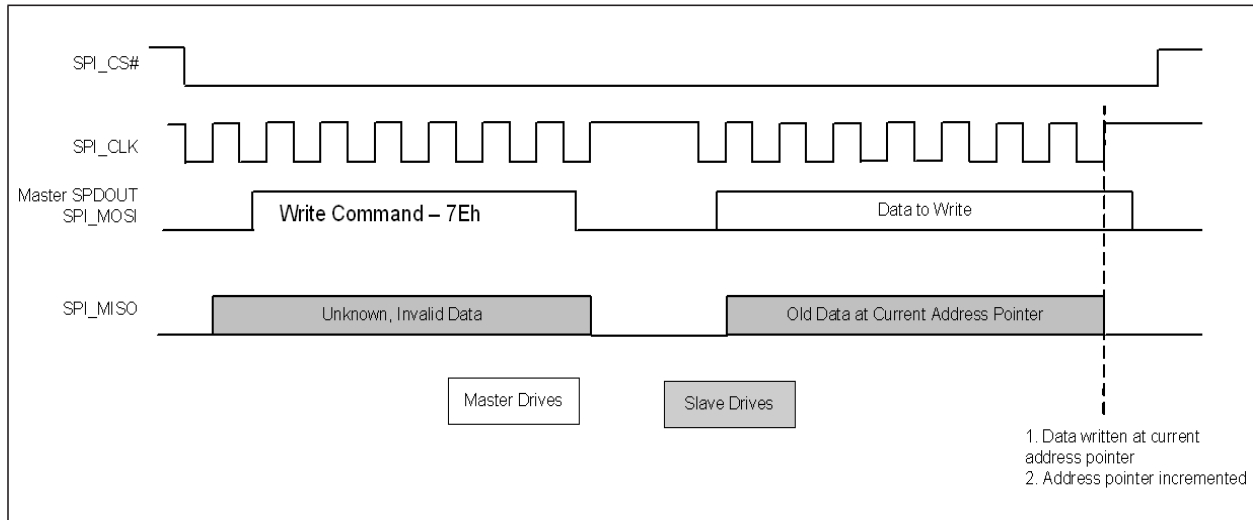 SPI_CS#
SPI_CLK
Master SPDOUT
SPI_MOSI
Write Command – 7Eh
Data to Write
SPI_MISO
Unknown, Invalid Data
Old Data at Current Address Pointer
Master Drives
Slave Drives
1. Data written at current
address pointer
2. Address pointer incremented